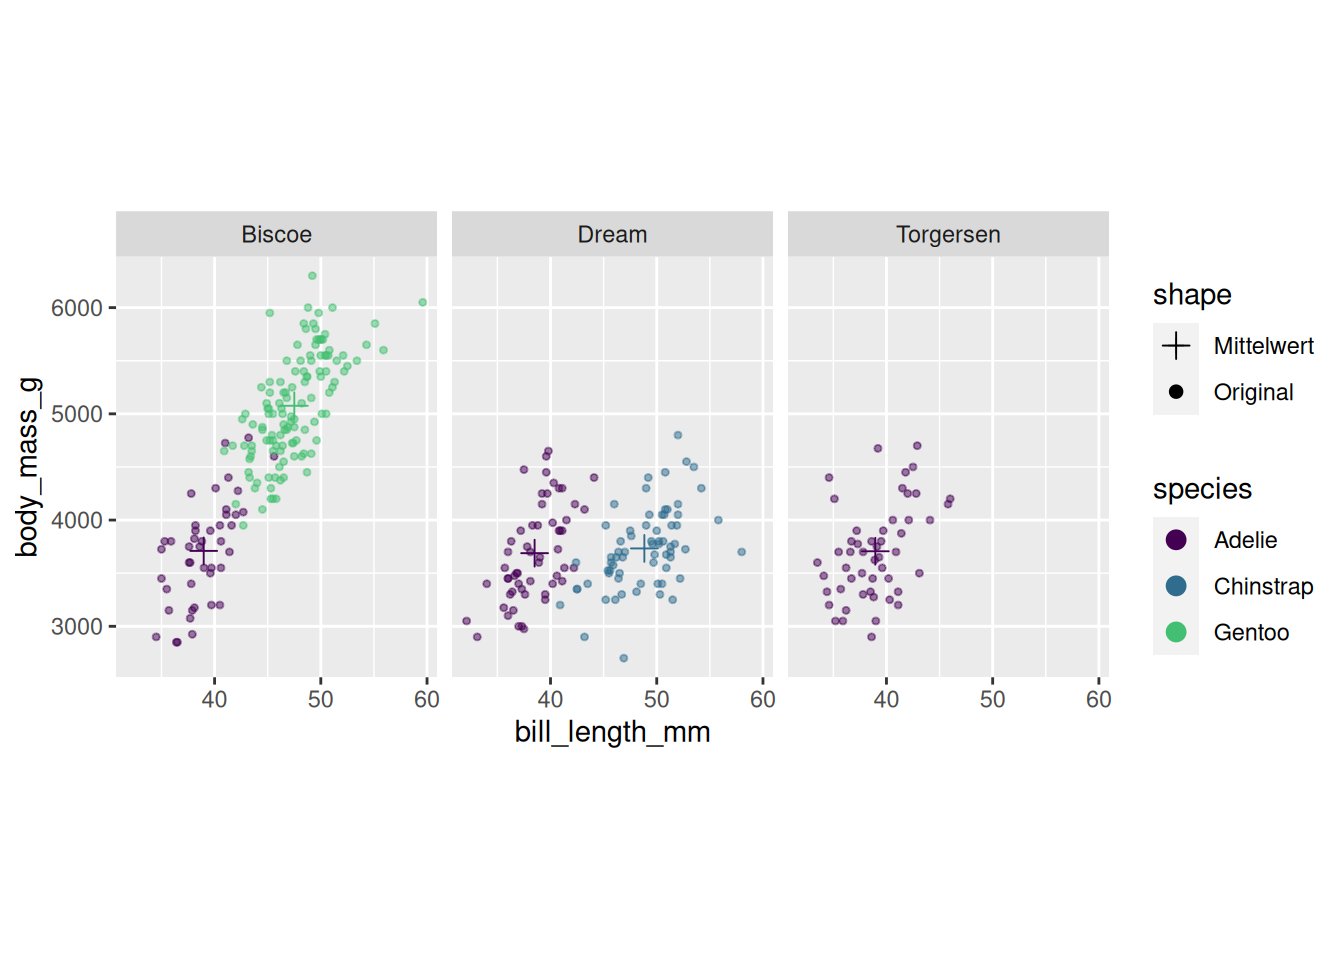 Biscoe
Dream
Torgersen
body_mass_g
6000
5000
4000
3000
40 50 60
40 50 60
40 50 60
bill_length_mm
shape
Mittelwert
Original
species
Adelie
Chinstrap
Gentoo